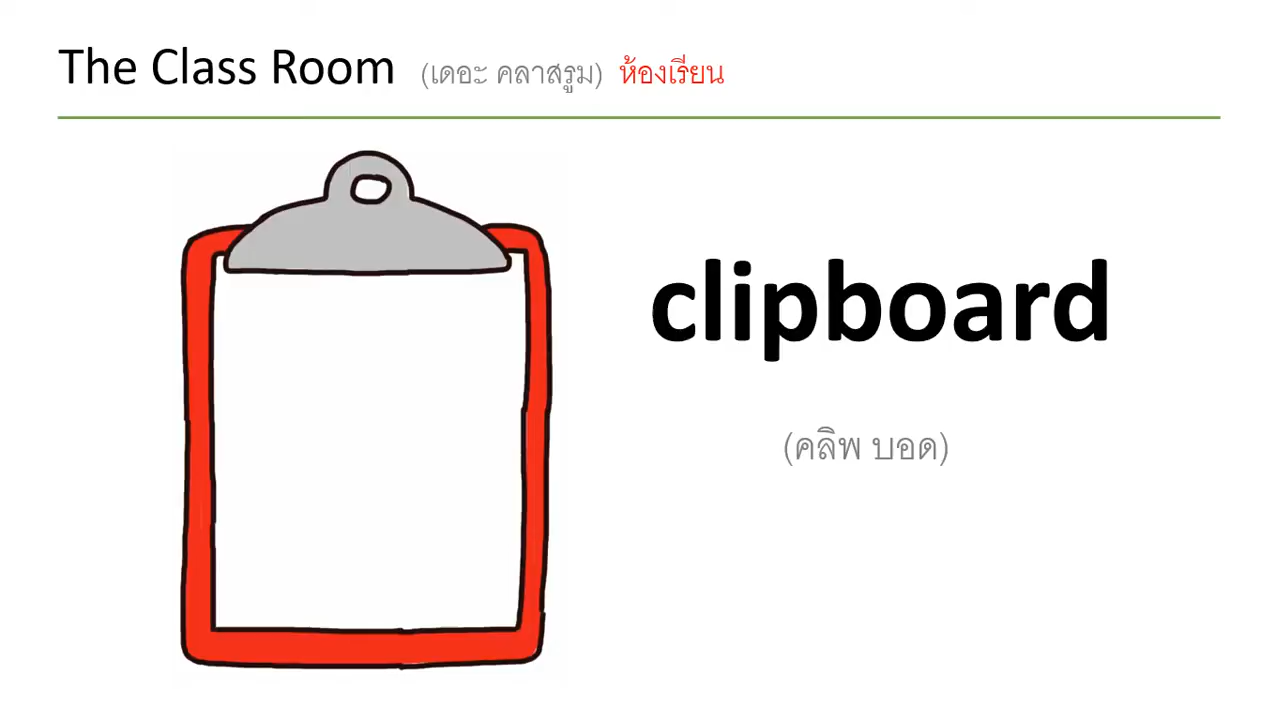 The Class Room (เดอะ คลาสรูม) ห้องเรียน
clipboard
(คลิพ บอด)